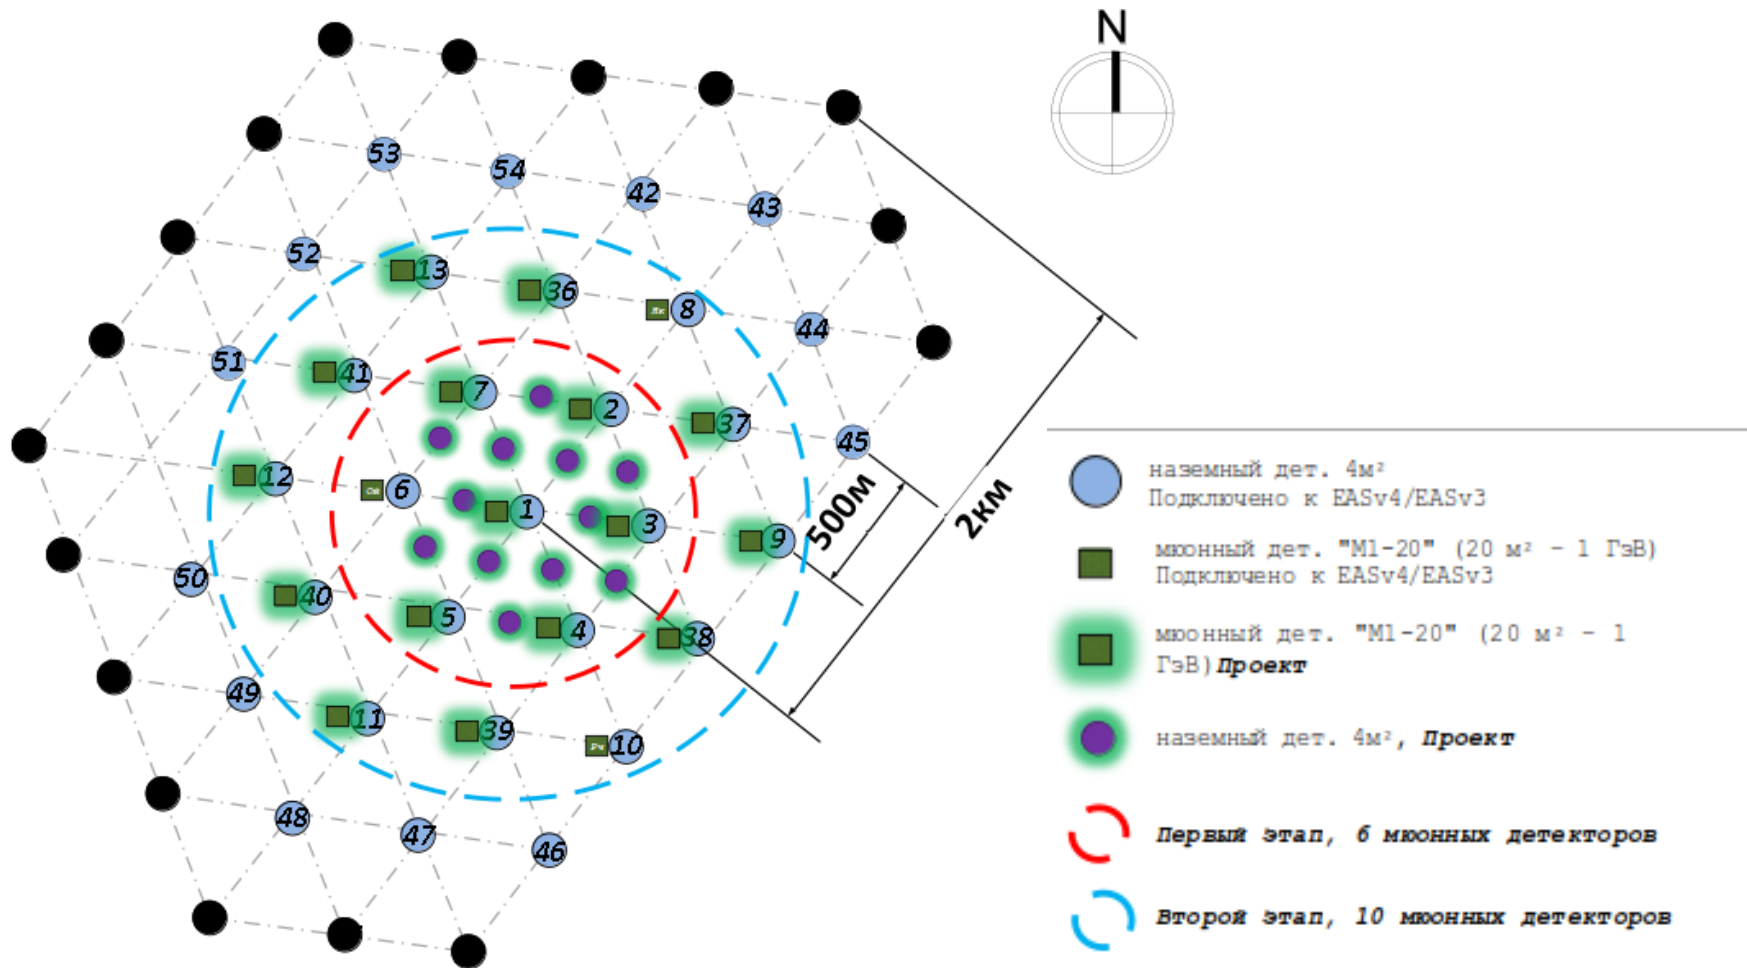 N
53
54
42
43
52
13
36
8
44
51
41
7
2
37
45
12
6
1
3
9
500м
2км
50
40
5
4
38
49
11
39
10
48
47
46
наземный дет. 4м²
Подключено к EASv4/EASv3
мюонный дет. "М1-20" (20 м² - 1 ГэВ)
Подключено к EASv4/EASv3
мюонный дет. "М1-20" (20 м² - 1
ГэВ) Проект
наземный дет. 4м², Проект
Первый этап, 6 мюонных детекторов
Второй этап, 10 мюонных детекторов